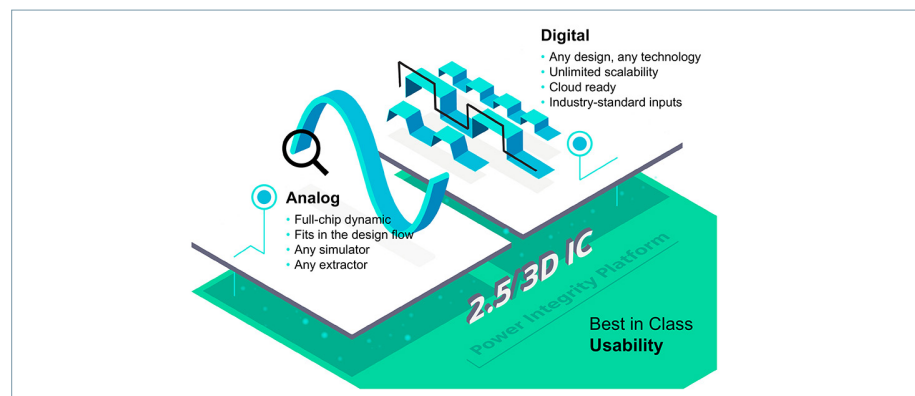 Digital
• Any design, any technology
• Unlimited scalability
• Cloud ready
• Industry-standard inputs
Analog
• Full-chip dynamic
• Fits in the design flow
• Any simulator
• Any extractor
2.5/3D IC
Power Integrity Platform
Best in Class
Usability